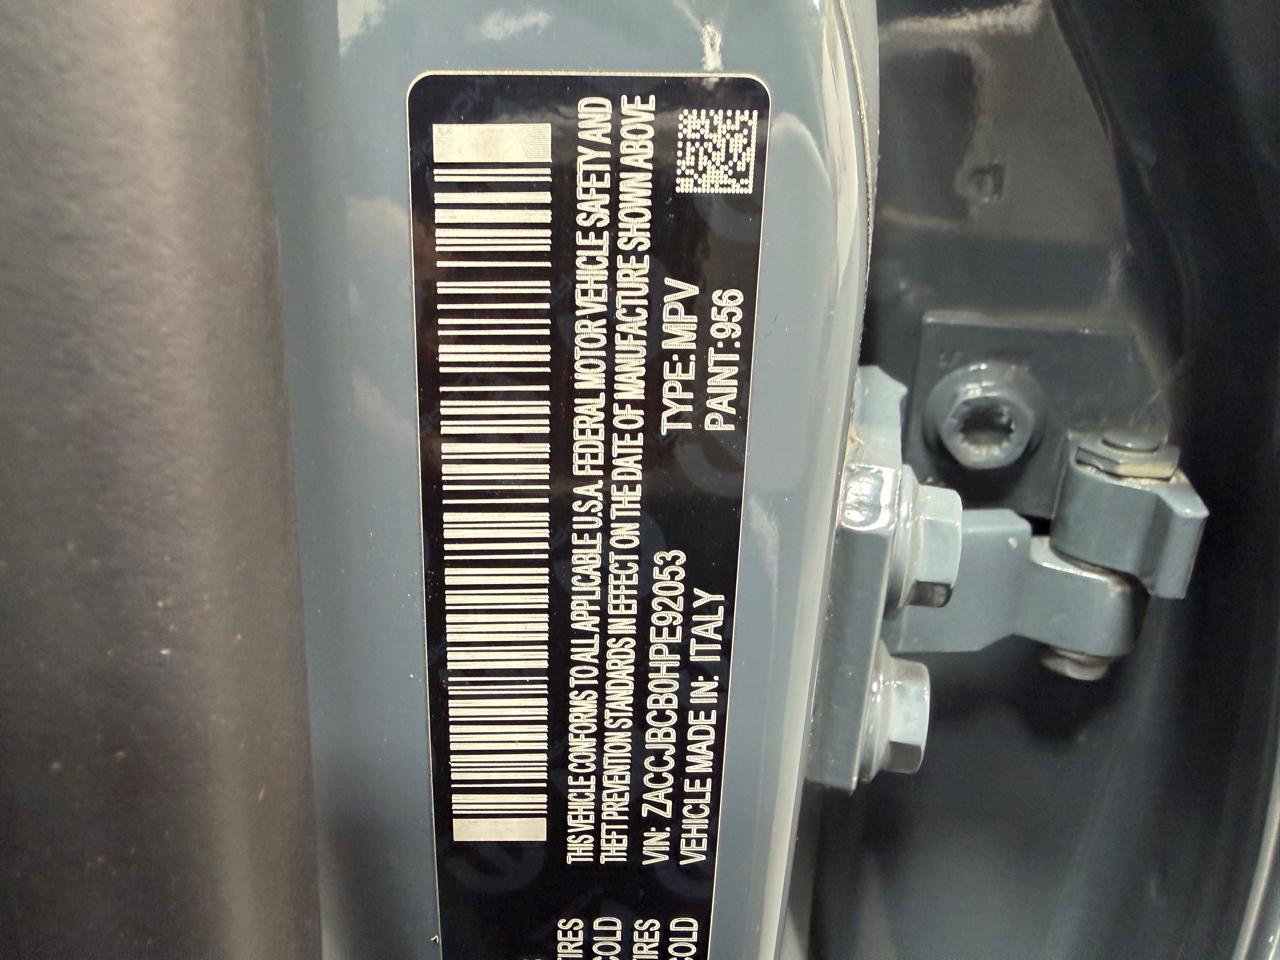 THIS VEHICLE CONFORMS TO ALL APPLICABLE U.S.A. FEDERAL MOTOR VEHICLE SAFETY AND
THEFT PREVENTION STANDARDS IN EFFECT ON THE DATE OF MANUFACTURE SHOWN ABOVE
VIN: ZACCJBCB0HPE92053
TYPE: MPV
VEHICLE MADE IN: ITALY
PAINT: 956
TIRES
COLD
TIRES
COLD